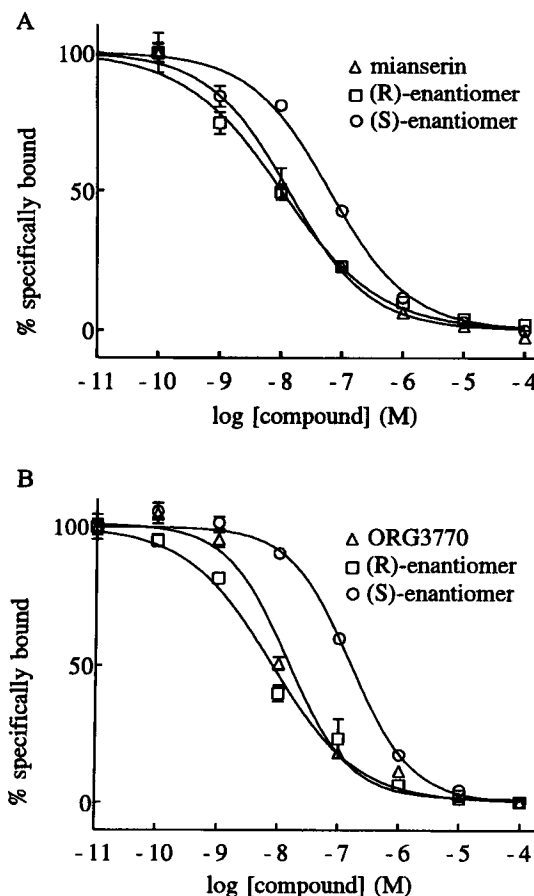 A
100
50
0
% specifically bound
△ mianserin
□ (R)-enantiomer
○ (S)-enantiomer
-11 -10 -9 -8 -7 -6 -5 -4
log [compound] (M)
B
100
50
0
% specifically bound
△ ORG3770
□ (R)-enantiomer
○ (S)-enantiomer
-11 -10 -9 -8 -7 -6 -5 -4
log [compound] (M)